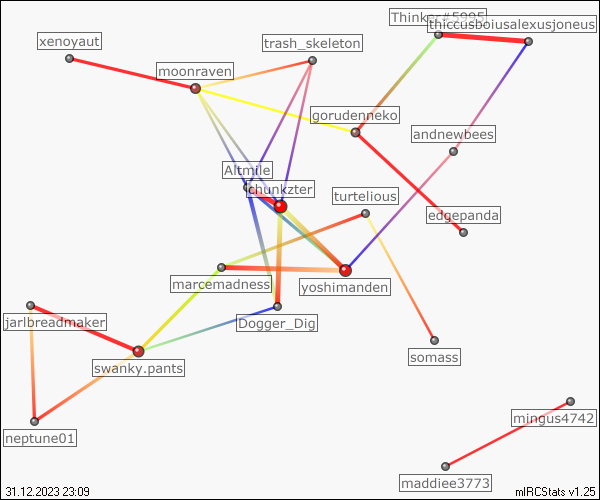 Thinker#5995
thiccusboiusalexusjoneus
xenoyaut
trash_skeleton
moonraven
gorudenneko
andnewbees
Altmile
chunkzter
turtelious
edgepanda
marcemadness
yoshimanden
jarlbreadmaker
Dogger_Dig
somass
swanky.pants
mingus4742
neptune01
maddiee3773
31.12.2023 23:09
mIRCStats v1.25